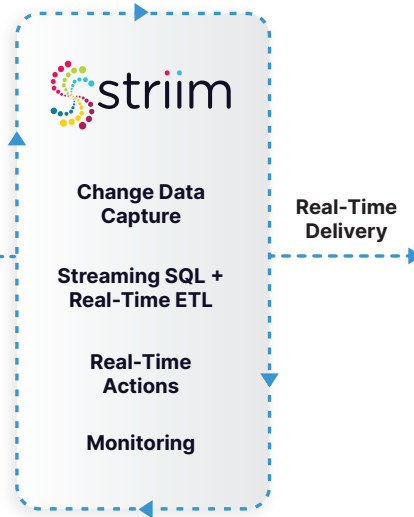 striim
Change Data
Capture
Streaming SQL +
Real-Time ETL
Real-Time
Actions
Monitoring
Real-Time
Delivery